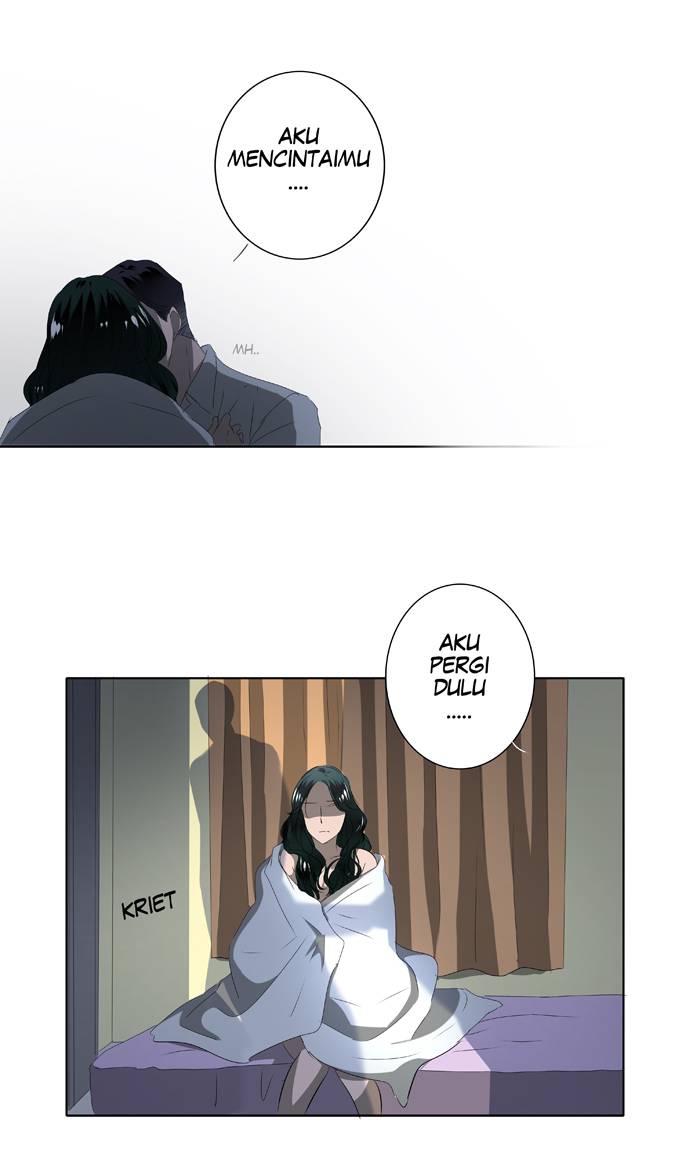 AKU
MENCINTAIMU
....
MH..
AKU
PERGI
DULU
.....
KRIET